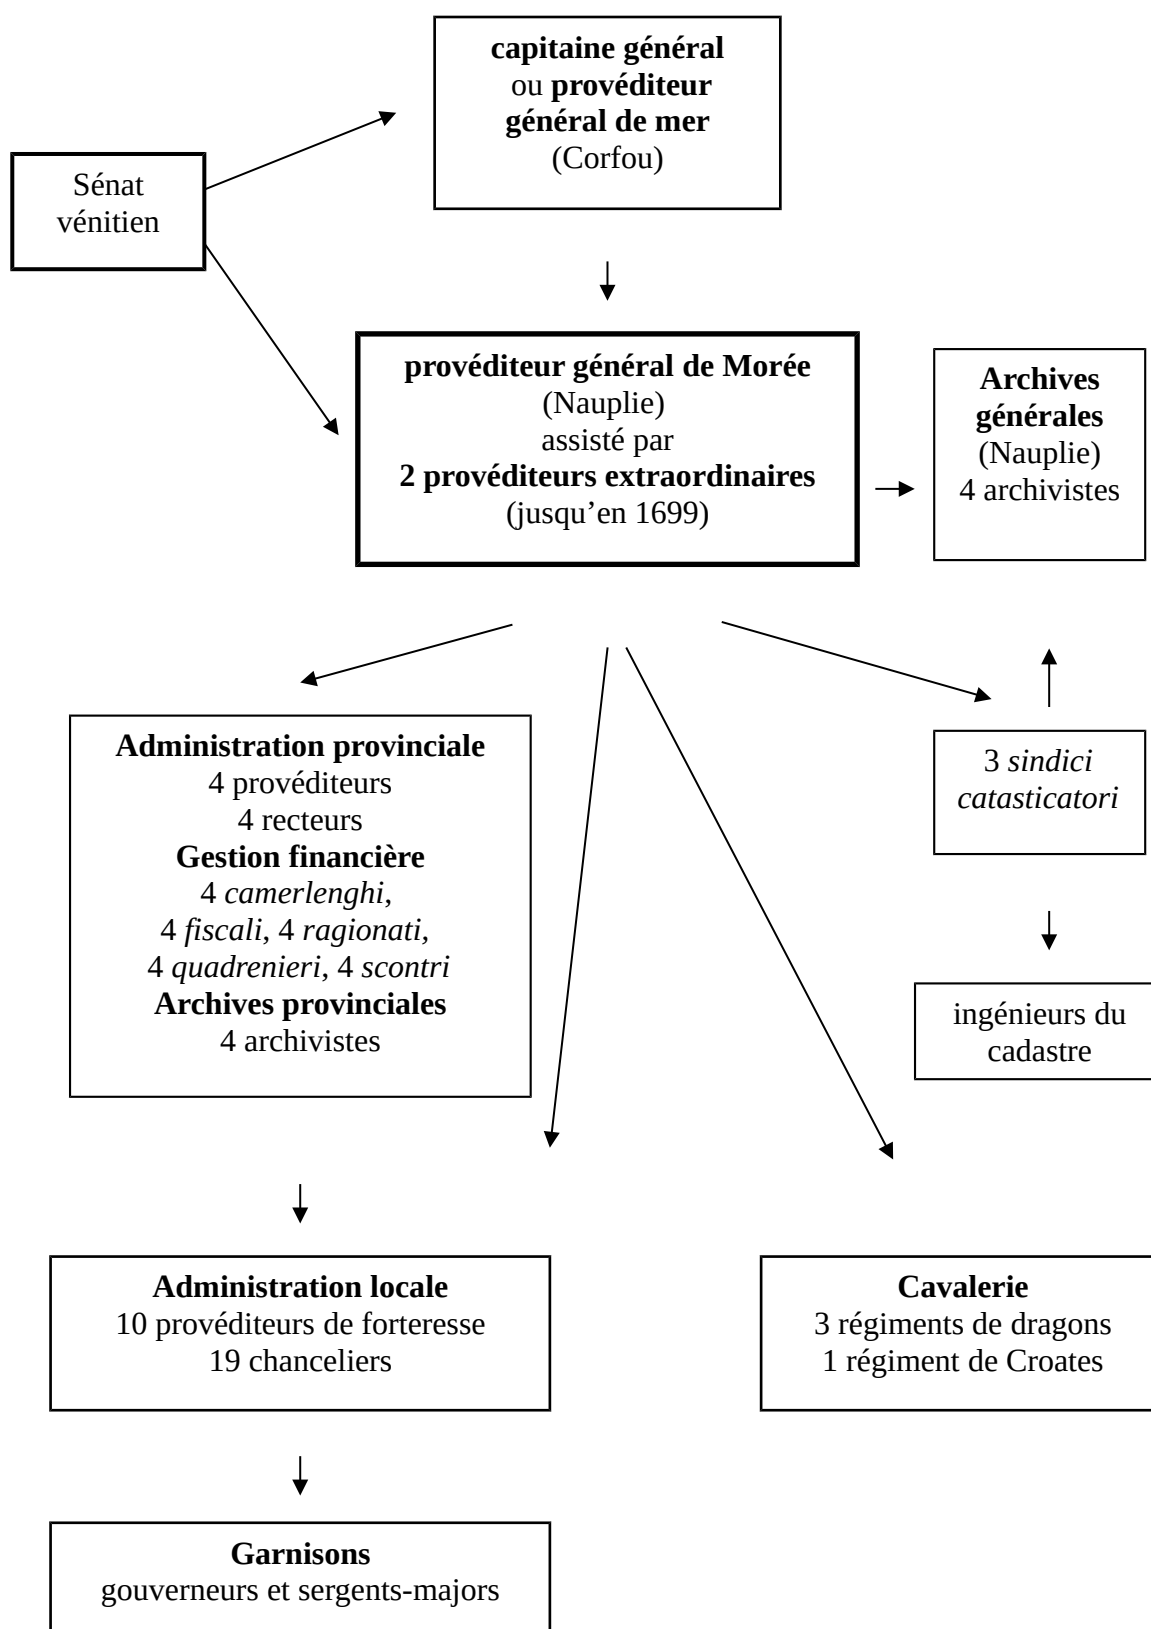 capitaine général
ou provéditeur
général de mer
(Corfou)
Sénat
vénitien
provéditeur général de Morée
(Nauplie)
assisté par
2 provéditeurs extraordinaires
(jusqu’en 1699)
Archives
générales
(Nauplie)
4 archivistes
Administration provinciale
4 provéditeurs
4 recteurs
Gestion financière
4 camerlenghi,
4 fiscali, 4 ragionati,
4 quadrenieri, 4 scontri
Archives provinciales
4 archivistes
3 sindici
catasticatori
ingénieurs du
cadastre
Administration locale
10 provéditeurs de forteresse
19 chanceliers
Cavalerie
3 régiments de dragons
1 régiment de Croates
Garnisons
gouverneurs et sergents-majors